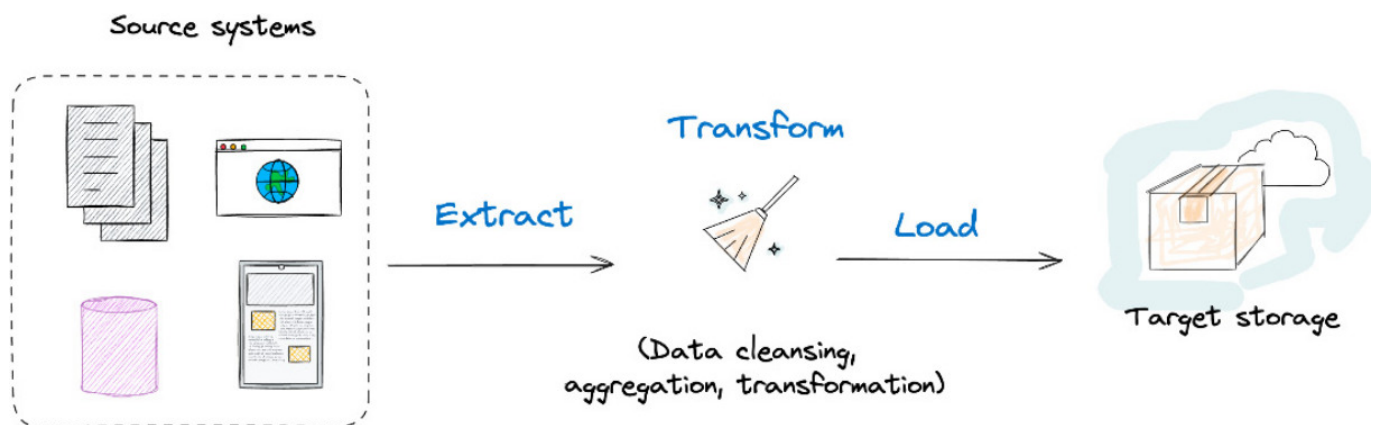 Source systems
Extract
Transform
(Data cleansing,
aggregation, transformation)
Load
Target storage